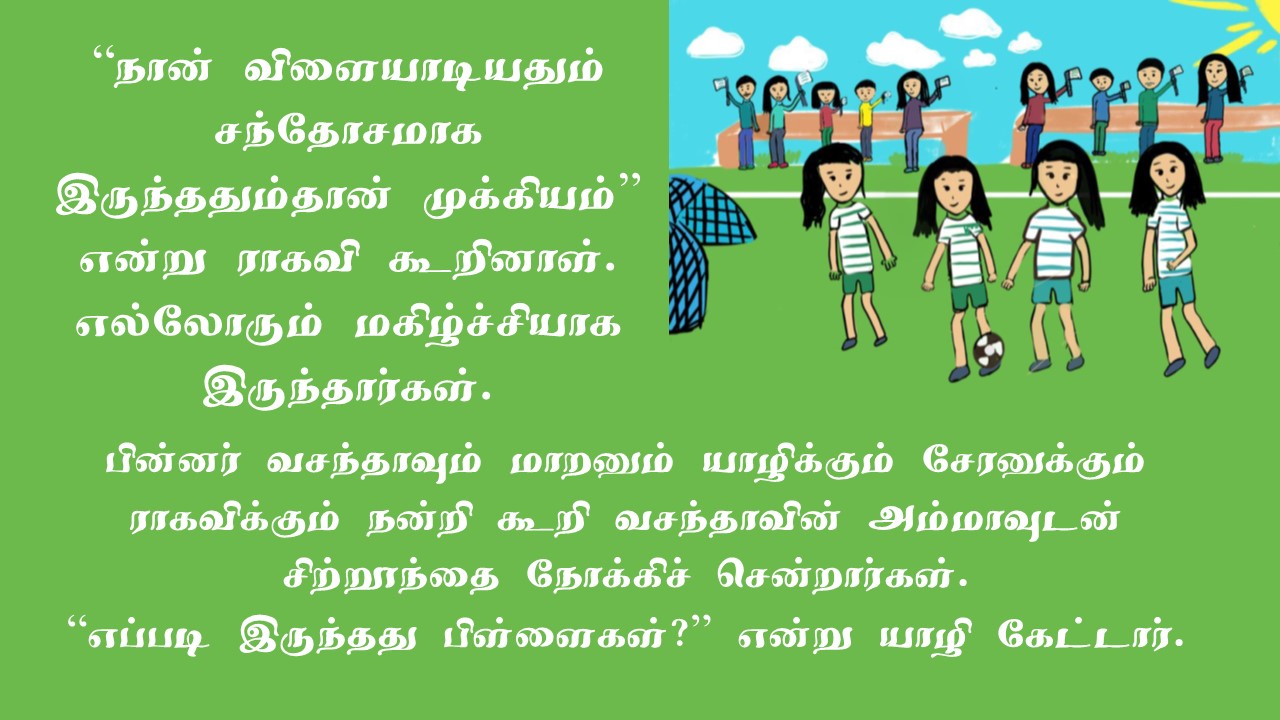 “நான் விளையாடியதும்
சந்தோசமாக
இருந்ததும்தான் முக்கியம்”
என்று ராகவி கூறினாள்.
எல்லோரும் மகிழ்ச்சியாக
இருந்தார்கள்.
பின்னர் வசந்தாவும் மாறனும் யாழிக்கும் சேரனுக்கும்
ராகவிக்கும் நன்றி கூறி வசந்தாவின் அம்மாவுடன்
சிற்றூந்தை நோக்கிச் சென்றார்கள்.
“எப்படி இருந்தது பிள்ளைகள்?” என்று யாழி கேட்டார்.